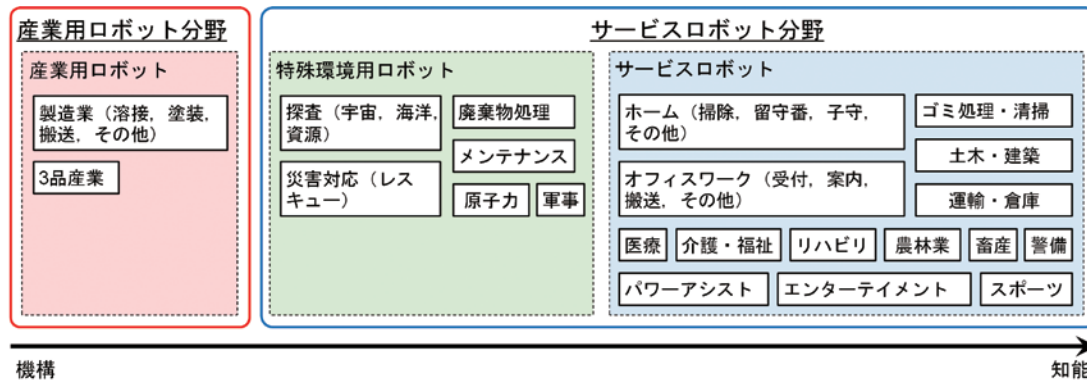 産業用ロボット分野
産業用ロボット
製造業（溶接，塗装，
搬送，その他）
3品産業
サービスロボット分野
特殊環境用ロボット
探査（宇宙，海洋，
資源）
廃棄物処理
メンテナンス
災害対応（レス
キュー）
原子力
軍事
サービスロボット
ホーム（掃除，留守番，子守，
その他）
ゴミ処理・清掃
土木・建築
オフィスワーク（受付，案内，
搬送，その他）
運輸・倉庫
医療
介護・福祉
リハビリ
農林業
畜産
警備
パワーアシスト
エンターテイメント
スポーツ
機構
知能